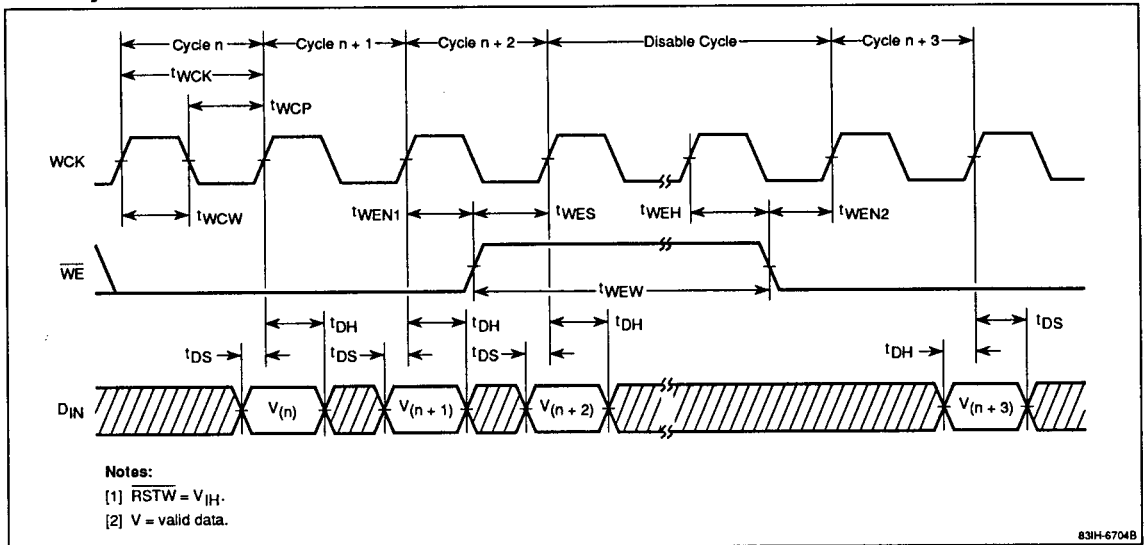 Cycle n Cycle n + 1 Cycle n + 2 Disable Cycle Cycle n + 3
tWCK
tWCP
WCK
tWCW tWEN1 tWES tWEH tWEN2
WE
tWEW
tDH tDH tDH tDS
tDS tDS tDS tDH
DIN V(n) V(n + 1) V(n + 2) V(n + 3)
Notes:
[1] RSTW = VIH.
[2] V = valid data.
83IH-6704B